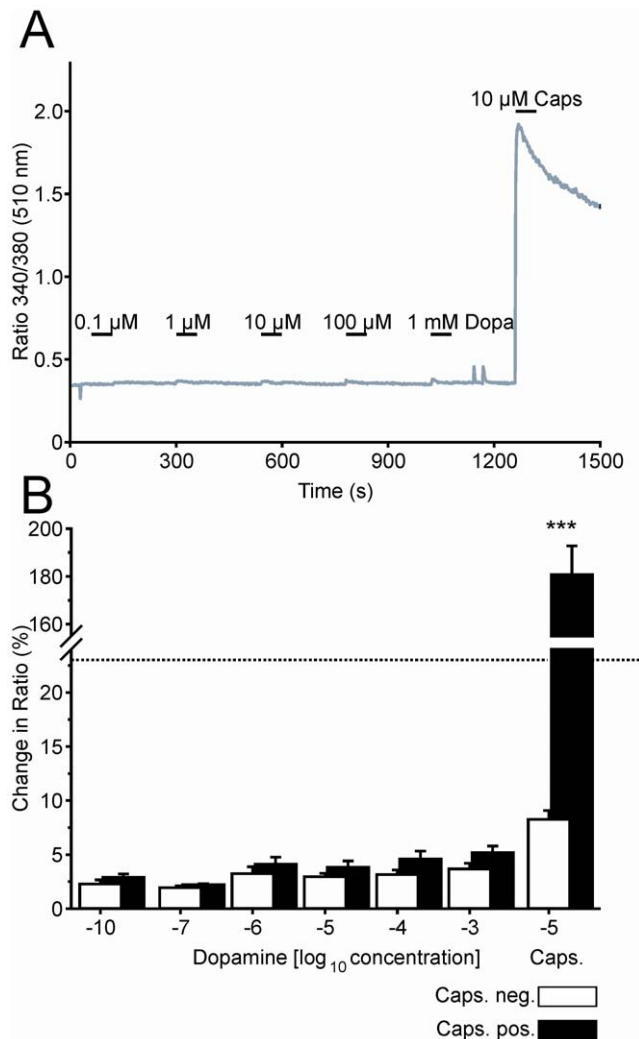 A
10 µM Caps
2.0
1.5
1.0
0.5
0
Ratio 340/380 (510 nm)
0.1 µM 1 µM 10 µM 100 µM 1 mM Dopa
0 300 600 900 1200 1500
Time (s)
B
***
200
180
160
20
15
10
5
0
Change in Ratio (%)
-10 -7 -6 -5 -4 -3 -5
Dopamine [log10 concentration] Caps.
Caps. neg.
Caps. pos.